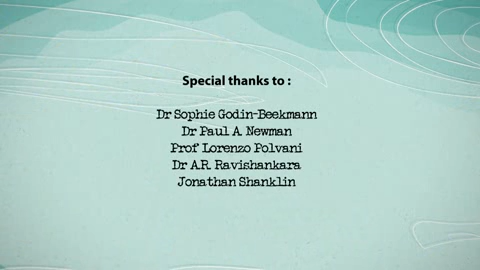 Special thanks to :
Dr Sophie Godin-Beekmann
Dr Paul A. Newman
Prof Lorenzo Polvani
Dr A.R. Ravishankara
Jonathan Shanklin